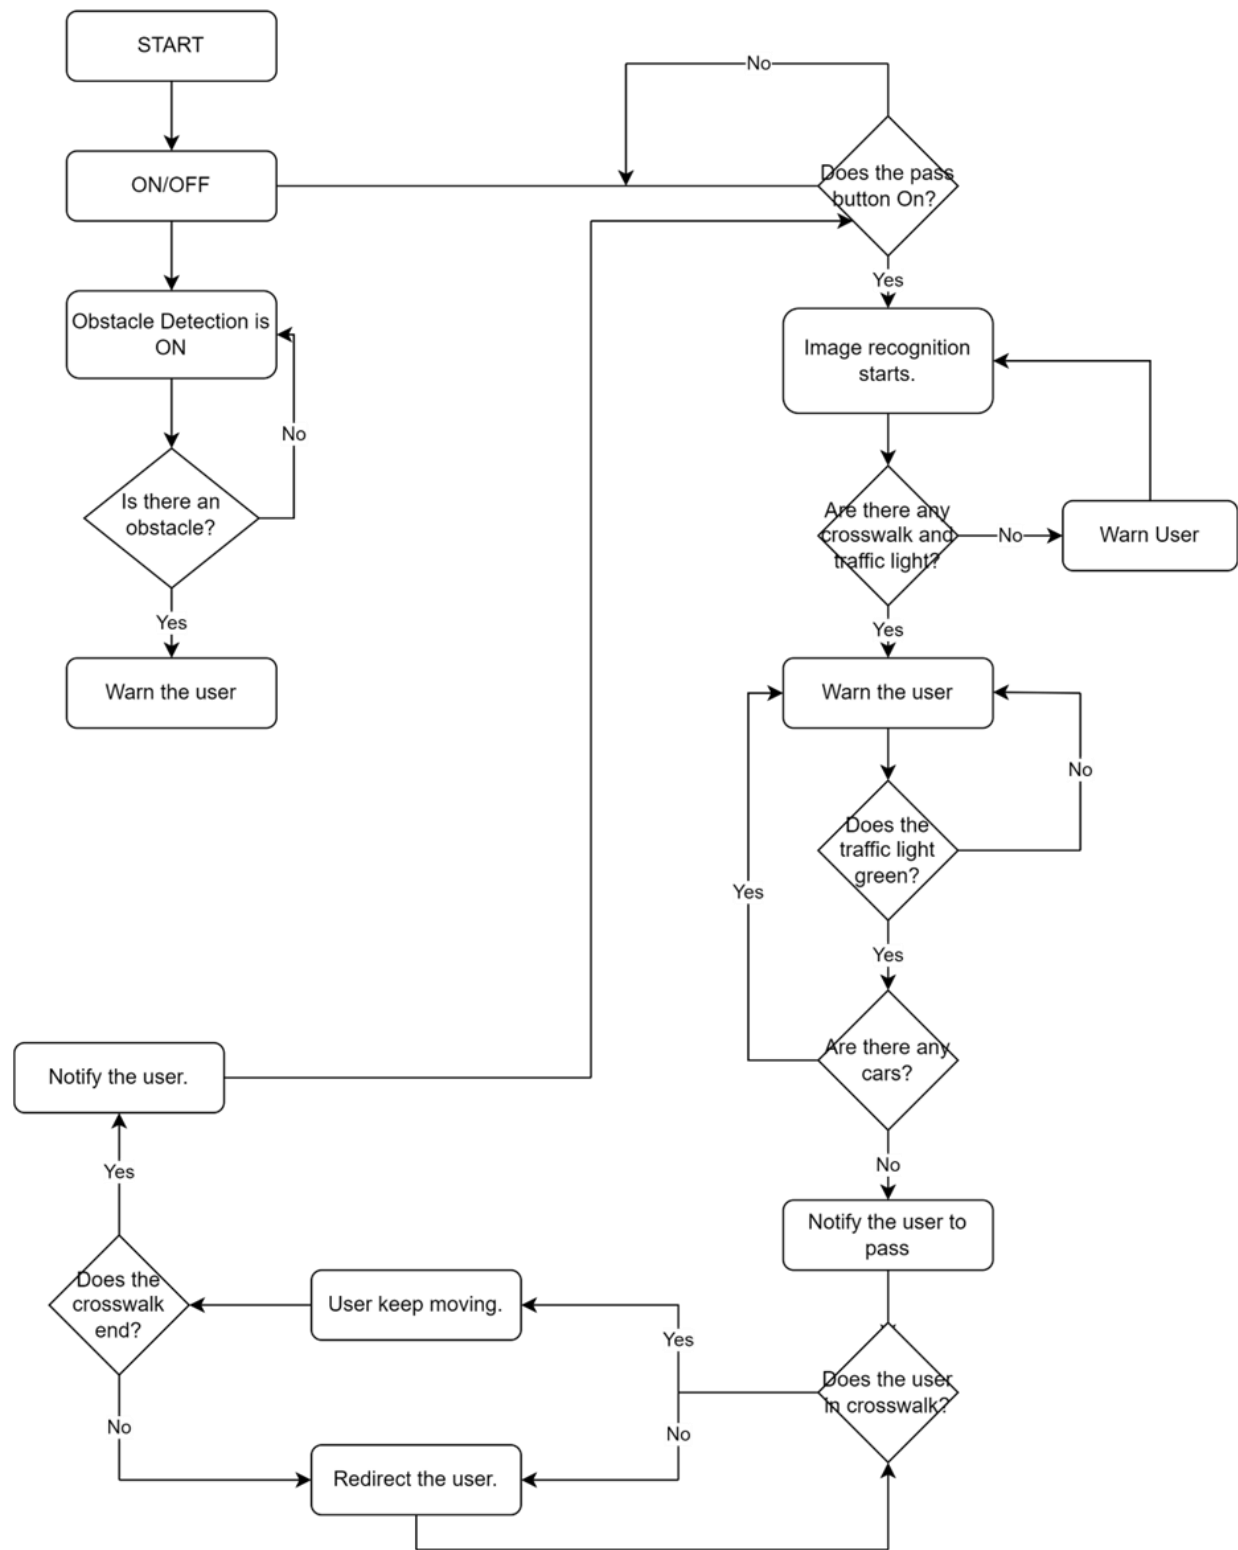 START
No
ON/OFF
Does the pass
button On?
Yes
Obstacle Detection is
ON
Image recognition
starts.
No
Is there an
obstacle?
Are there any
crosswalk and
traffic light?
No
Warn User
Yes
Yes
Warn the user
Warn the user
No
Does the
traffic light
green?
Yes
Yes
Are there any
cars?
Notify the user.
No
Yes
Notify the user to
pass
Does the
crosswalk
end?
User keep moving.
Yes
Does the user
in crosswalk?
No
No
Redirect the user.